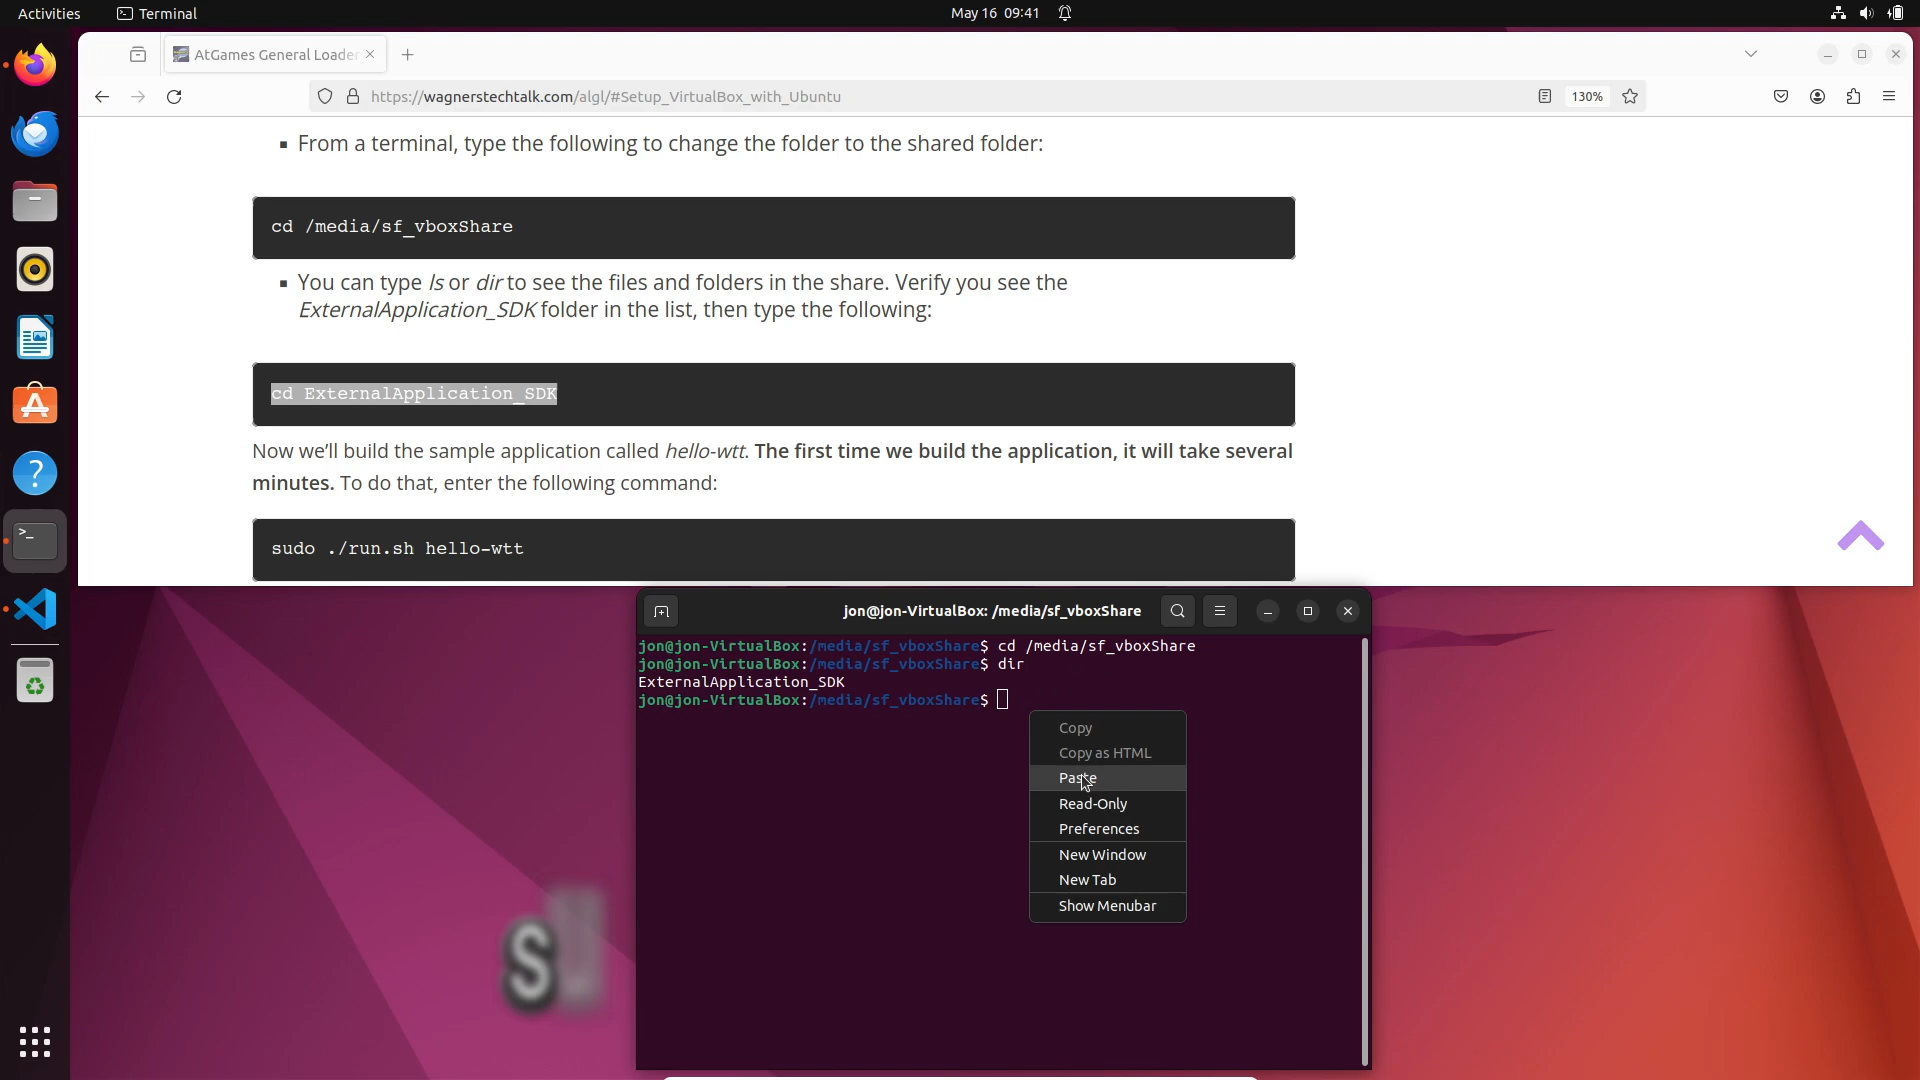 Activities
Terminal
May 16 09:41
AtGames General Loader
https://wagnerstechtalk.com/algl/#Setup_VirtualBox_with_Ubuntu
130%
From a terminal, type the following to change the folder to the shared folder:
cd /media/sf_vboxShare
You can type ls or dir to see the files and folders in the share. Verify you see the
ExternalApplication_SDK folder in the list, then type the following:
cd ExternalApplication_SDK
Now we’ll build the sample application called hello-wtt. The first time we build the application, it will take several
minutes. To do that, enter the following command:
sudo ./run.sh hello-wtt
jon@jon-VirtualBox: /media/sf_vboxShare
jon@jon-VirtualBox:/media/sf_vboxShare$ cd /media/sf_vboxShare
jon@jon-VirtualBox:/media/sf_vboxShare$ dir
ExternalApplication_SDK
jon@jon-VirtualBox:/media/sf_vboxShare$
Copy
Copy as HTML
Paste
Read-Only
Preferences
New Window
New Tab
Show Menubar
S